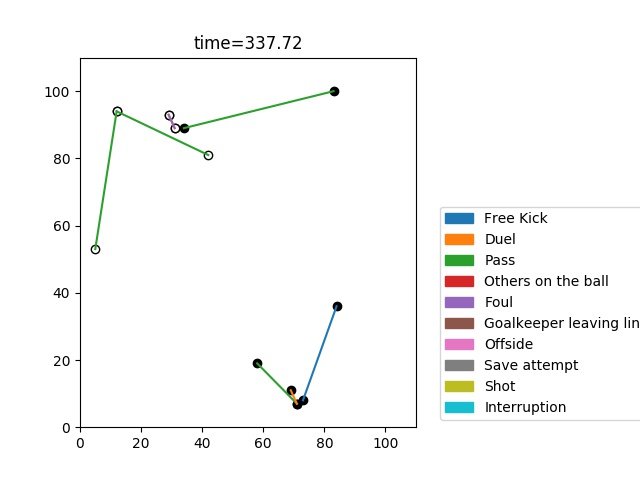 time=337.72
100
80
60
40
20
0
0 20 40 60 80 100
Free Kick
Duel
Pass
Others on the ball
Foul
Goalkeeper leaving lin
Offside
Save attempt
Shot
Interruption